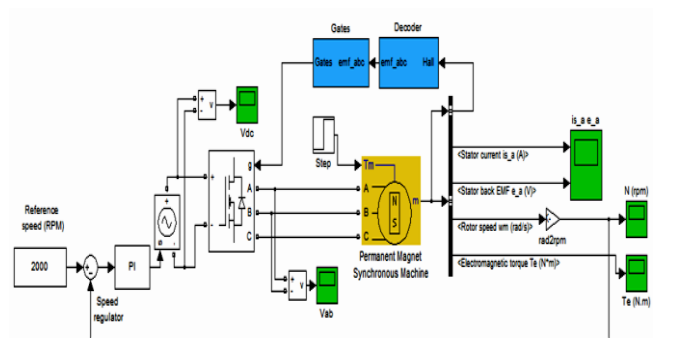 Gates
Decoder
Gates emf_abc
emf_abc Hall
+
-
v
Vdc
is_a e_a
Step
<Stator current is_a (A)>
g
Tm
+
A
A
N
S
m
<Stator back EMF e_a (V)>
N (rpm)
Reference
speed (RPM)
+
B
B
-
C
C
<Rotor speed wm (rad/s)>
rad2rpm
Permanent Magnet
Synchronous Machine
<Electromagnetic torque Te (N*m)>
2000
PI
Speed
regulator
+
-
v
Vab
Te (N.m)